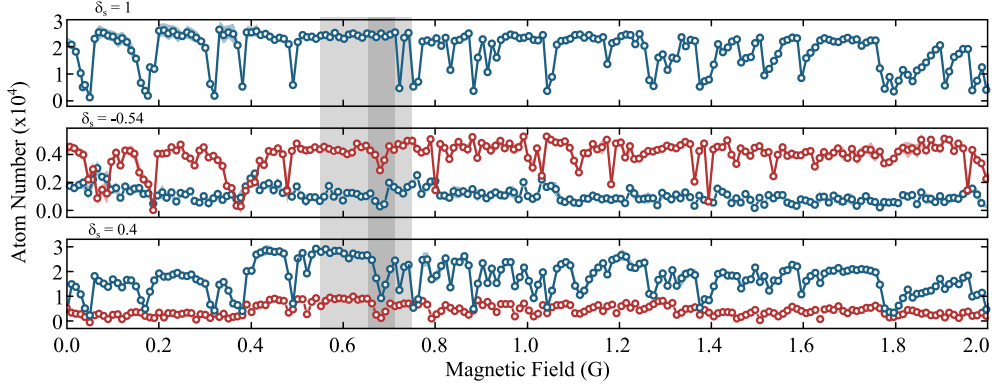 δs = 1
3
2
1
0
δs = -0.54
0.4
0.2
0.0
δs = 0.4
3
2
1
0
Atom Number (x10⁴)
0.0 0.2 0.4 0.6 0.8 1.0 1.2 1.4 1.6 1.8 2.0
Magnetic Field (G)